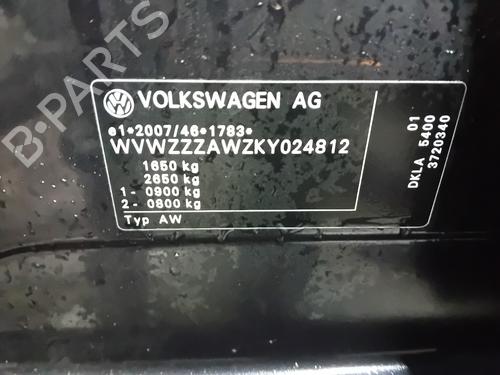 B-PARTS
VOLKSWAGEN AG
e1*2007/46*1783*
WVWZZZAWZKY024812
1650 kg
2650 kg
1- 0900 kg
2- 0800 kg
Typ AW
01
DKLA 5400
3720340